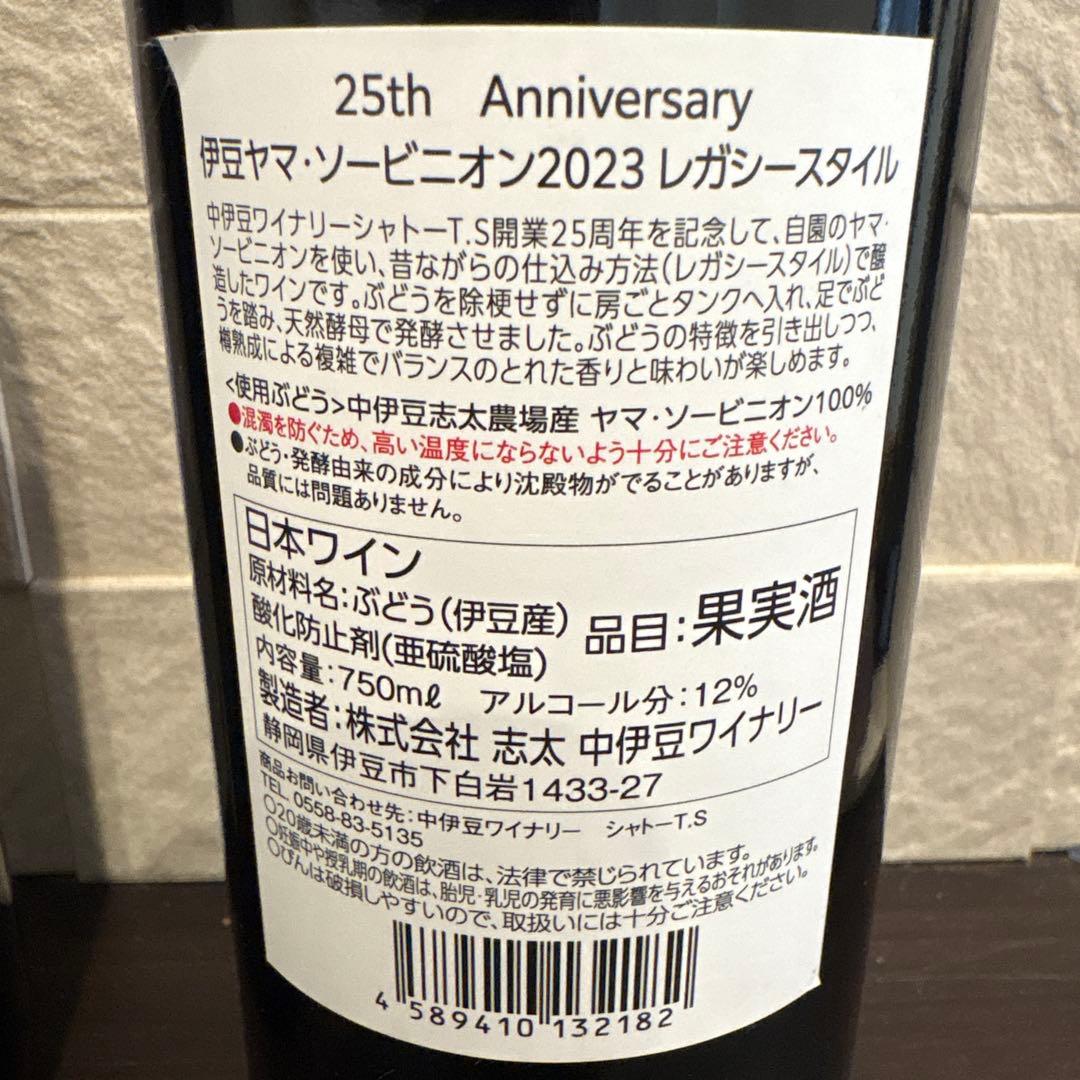 25th Anniversary
伊豆ヤマ・ソービニオン2023 レガシースタイル
中伊豆ワイナリーシャトーT.S開業25周年を記念して、自園のヤマ・
ソービニオンを使い、昔ながらの仕込み方法(レガシースタイル)で醸
造したワインです。ぶどうを除梗せずに房ごとタンクへ入れ、足でぶど
うを踏み、天然酵母で発酵させました。ぶどうの特徴を引き出しつつ、
樽熟成による複雑でバランスのとれた香りと味わいが楽しめます。
<使用ぶどう>中伊豆志太農場産 ヤマ・ソービニオン100%
●混濁を防ぐため、高い温度にならないよう十分にご注意ください。
●ぶどう・発酵由来の成分により沈殿物がでることがありますが、
品質には問題ありません。
日本ワイン
原材料名:ぶどう(伊豆産)
酸化防止剤(亜硫酸塩)
品目:果実酒
内容量:750mℓ アルコール分:12%
製造者:株式会社 志太 中伊豆ワイナリー
静岡県伊豆市下白岩1433-27
商品お問い合わせ先:中伊豆ワイナリー シャトーT.S
TEL 0558-83-5135
○20歳未満の方の飲酒は、法律で禁じられています。
○妊娠中や授乳期の飲酒は、胎児・乳児の発育に悪影響を与えるおそれがあります。
○びんは破損しやすいので、取扱いには十分ご注意ください。
4 589410 132182